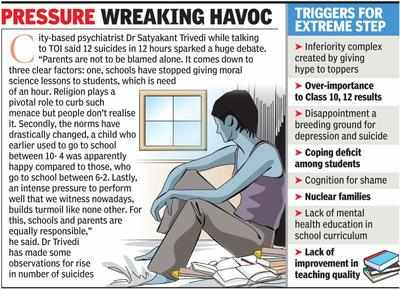 PRESSURE WREAKING HAVOC
City-based psychiatrist Dr Satyakant Trivedi while talking
to TOI said 12 suicides in 12 hours sparked a huge debate.
“Parents are not to be blamed alone. It comes down to
three clear factors: one, schools have stopped giving moral
science lessons to students, which is need
of an hour. Religion plays a
pivotal role to curb such
menace but people don't realise
it. Secondly, the norms have
drastically changed, a child who
earlier used to go to school
between 10- 4 was apparently
happy compared to those, who
go to school between 6-2. Lastly,
an intense pressure to perform
well that we witness nowadays,
builds turmoil like none other. For
this, schools and parents are
equally responsible,”
he said. Dr Trivedi
has made some
observations for rise
in number of suicides
TRIGGERS FOR
EXTREME STEP
➤ Inferiority complex
created by giving
hype to toppers
➤ Over-importance
to Class 10, 12 results
➤ Disappointment a
breeding ground for
depression and suicide
➤ Coping deficit
among students
➤ Cognition for shame
➤ Nuclear families
➤ Lack of mental
health education in
school curriculum
➤ Lack of
improvement in
teaching quality